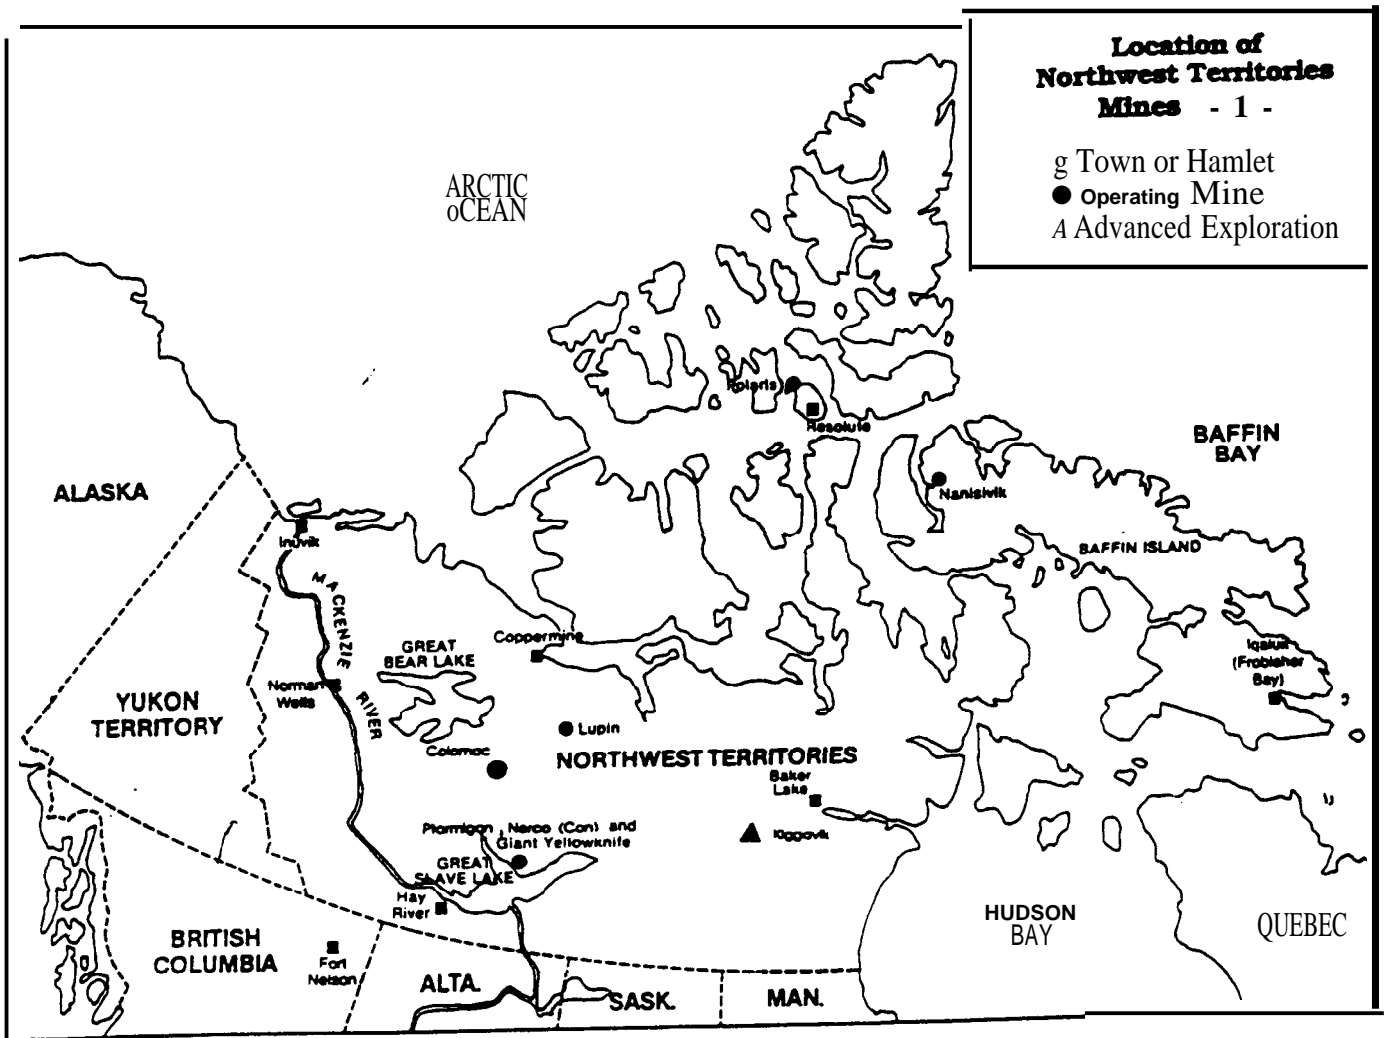 Location of
Northwest Territories
Mines - 1 -
g Town or Hamlet
● Operating Mine
A Advanced Exploration
ARCTIC
oCEAN
Polaris
Resolute
BAFFIN
BAY
ALASKA
Nanisivik
Inuvik
BAFFIN ISLAND
MACKENZIE RIVER
Coppermine
GREAT
BEAR LAKE
Iqaluit
(Frobisher
Bay)
Norman
Wells
YUKON
TERRITORY
Lupin
Colomac
NORTHWEST TERRITORIES
Baker
Lake
Ptarmigan, Nerco (Con) and
Giant Yellowknife
Kiggavik
GREAT
SLAVE LAKE
Hay
River
HUDSON
BAY
QUEBEC
BRITISH
COLUMBIA
Fort
Nelson
ALTA.
SASK.
MAN.